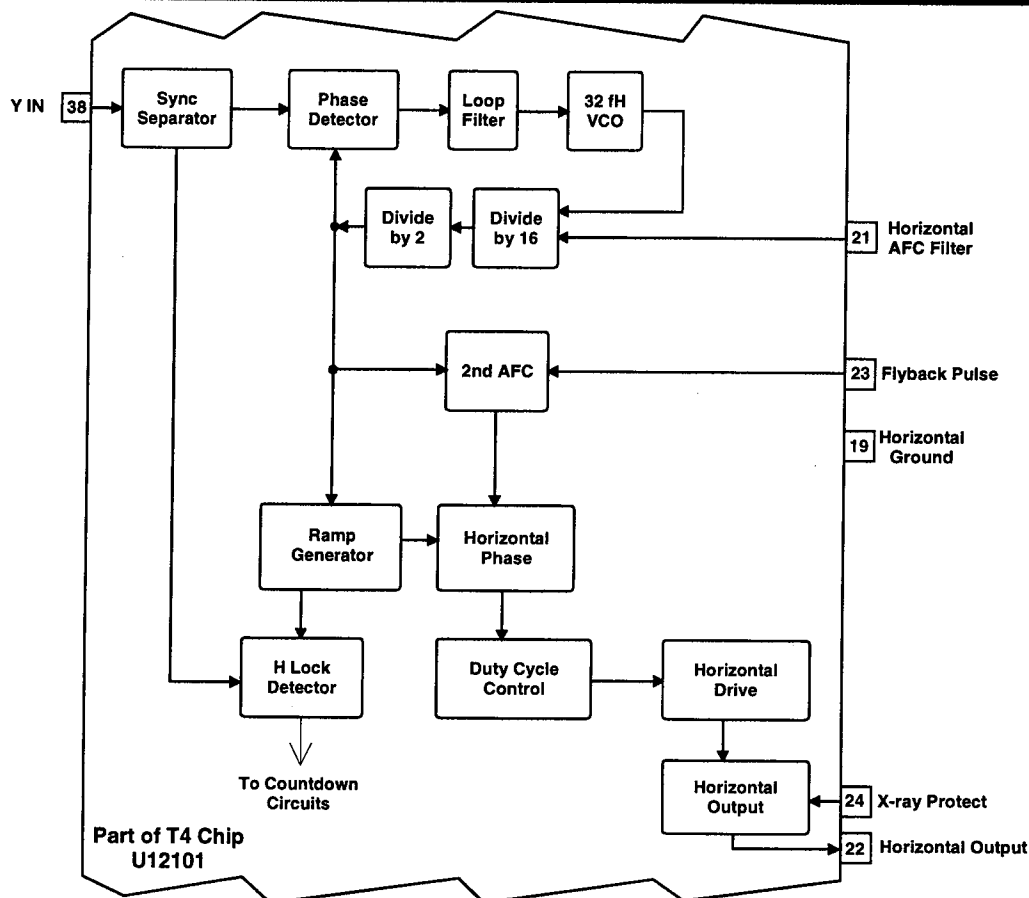 Y IN
38
Sync
Separator
Phase
Detector
Loop
Filter
32 fH
VCO
Divide
by 2
Divide
by 16
21
Horizontal
AFC Filter
2nd AFC
23
Flyback Pulse
19
Horizontal
Ground
Ramp
Generator
Horizontal
Phase
H Lock
Detector
Duty Cycle
Control
Horizontal
Drive
To Countdown
Circuits
Horizontal
Output
24
X-ray Protect
22
Horizontal Output
Part of T4 Chip
U12101